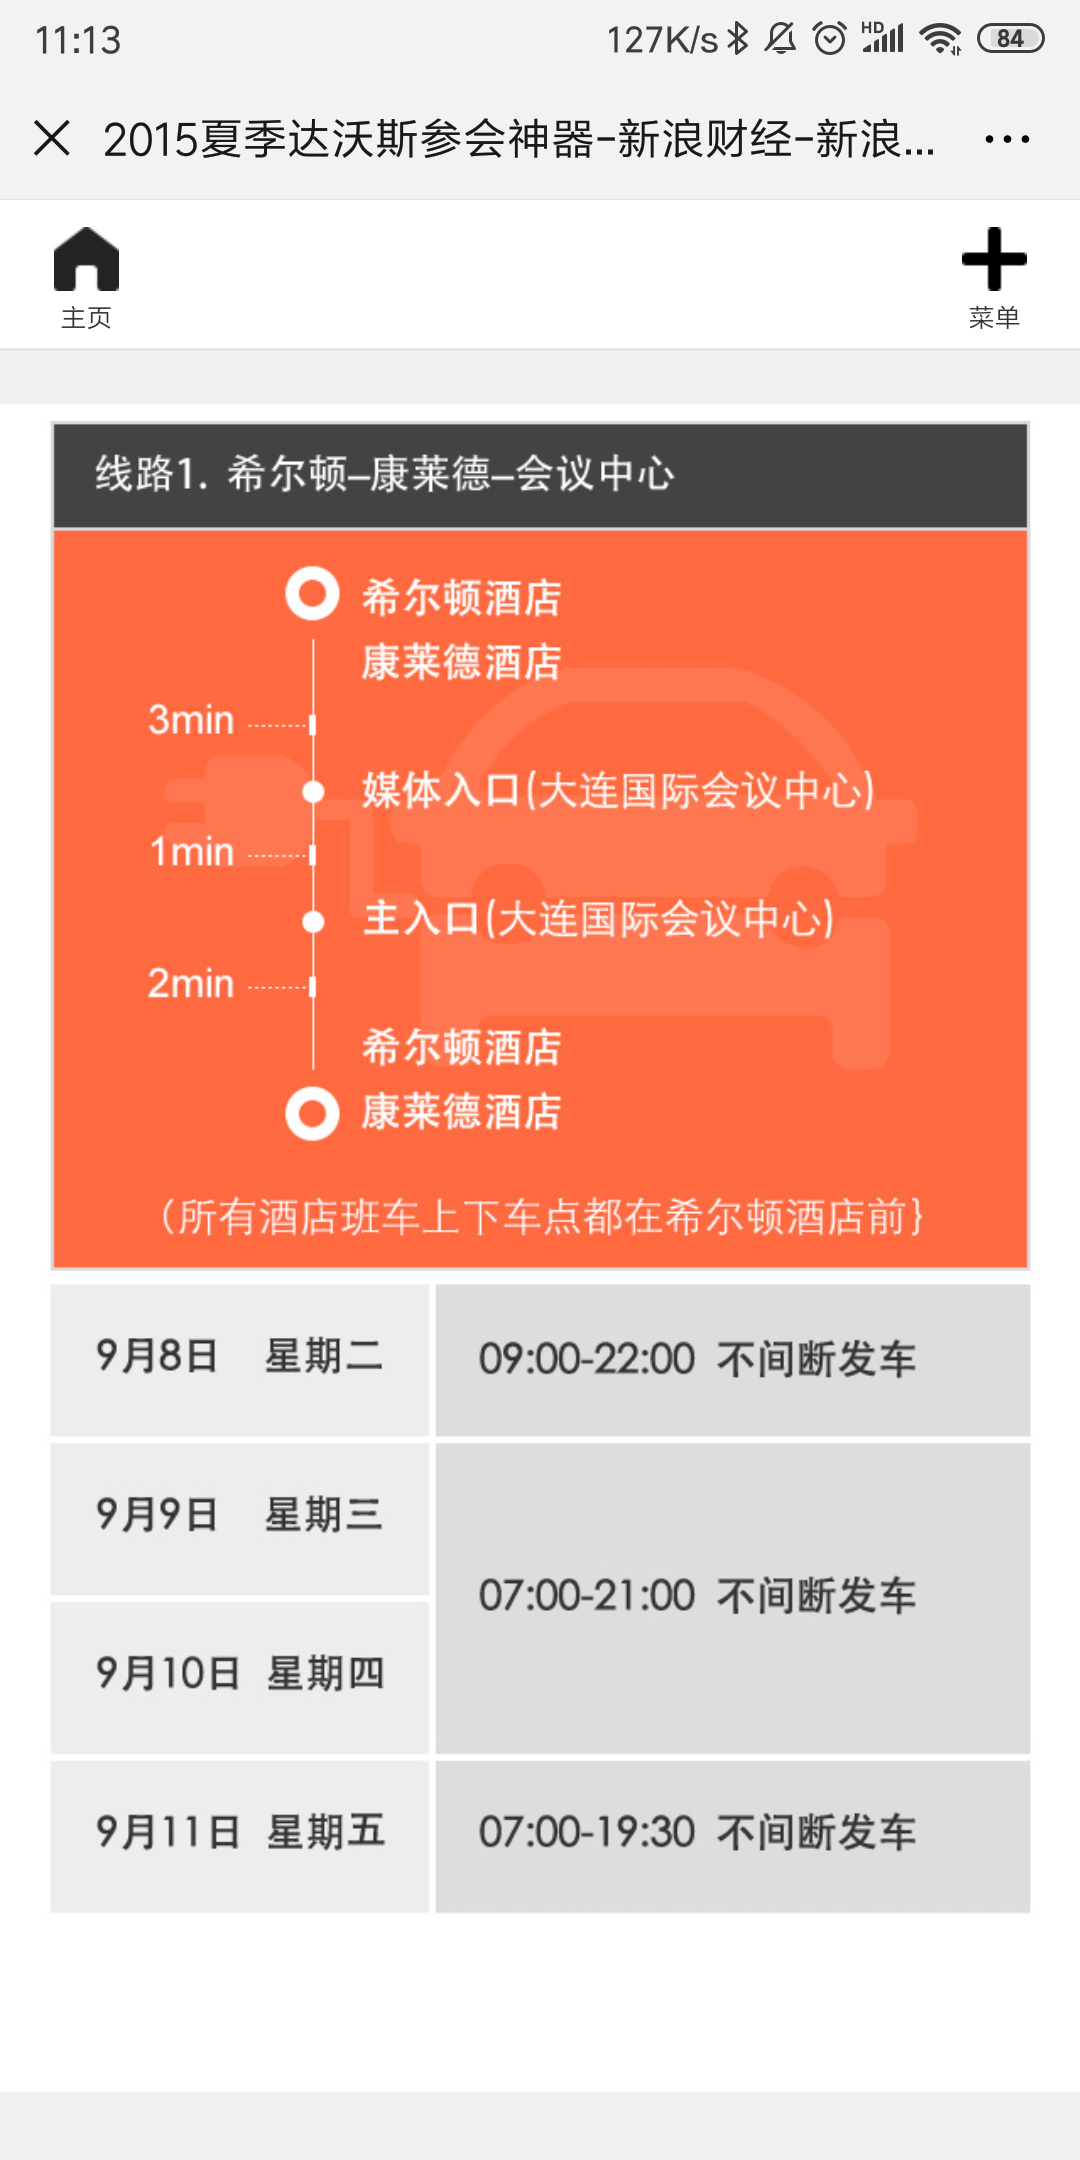 11:13
127K/s
HD
84
2015夏季达沃斯参会神器-新浪财经-新浪...
主页
菜单
线路1. 希尔顿–康莱德–会议中心
希尔顿酒店
康莱德酒店
3min
媒体入口(大连国际会议中心)
1min
主入口(大连国际会议中心)
2min
希尔顿酒店
康莱德酒店
(所有酒店班车上下车点都在希尔顿酒店前}
9月8日 星期二
09:00-22:00 不间断发车
9月9日 星期三
07:00-21:00 不间断发车
9月10日 星期四
9月11日 星期五
07:00-19:30 不间断发车